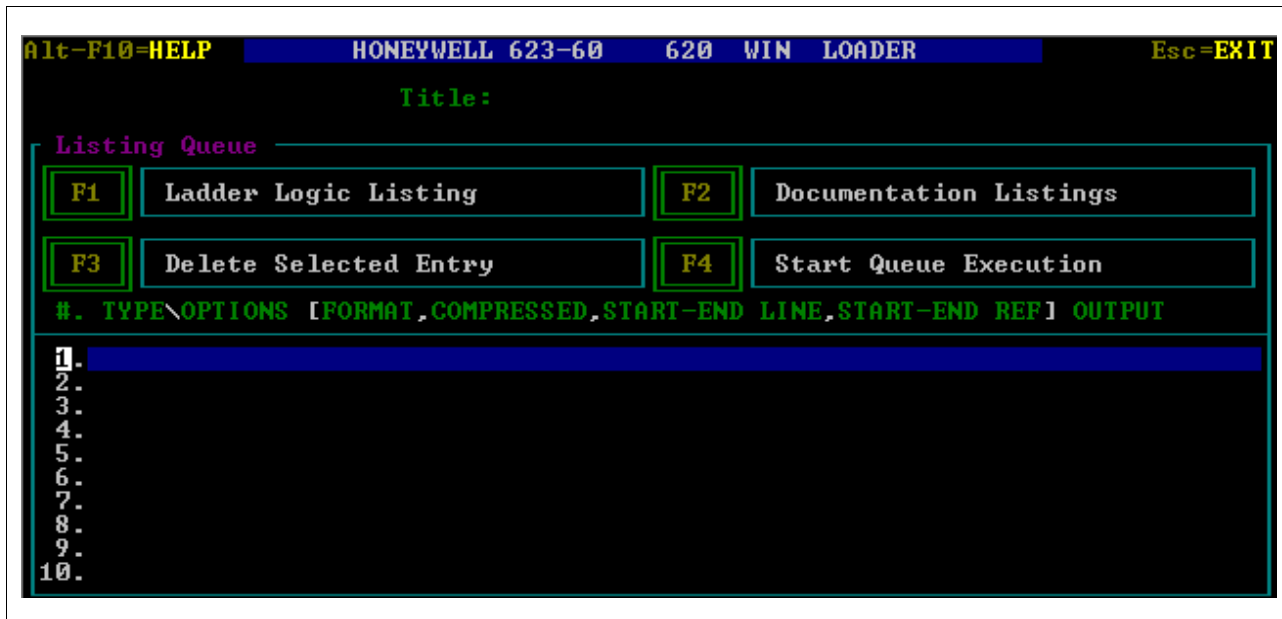 Alt-F10=HELP HONEYWELL 623-60 620 WIN LOADER Esc=EXIT
Title:
Listing Queue
F1 Ladder Logic Listing F2 Documentation Listings
F3 Delete Selected Entry F4 Start Queue Execution
#. TYPE\OPTIONS [FORMAT,COMPRESSED,START-END LINE,START-END REF] OUTPUT
1.
2.
3.
4.
5.
6.
7.
8.
9.
10.